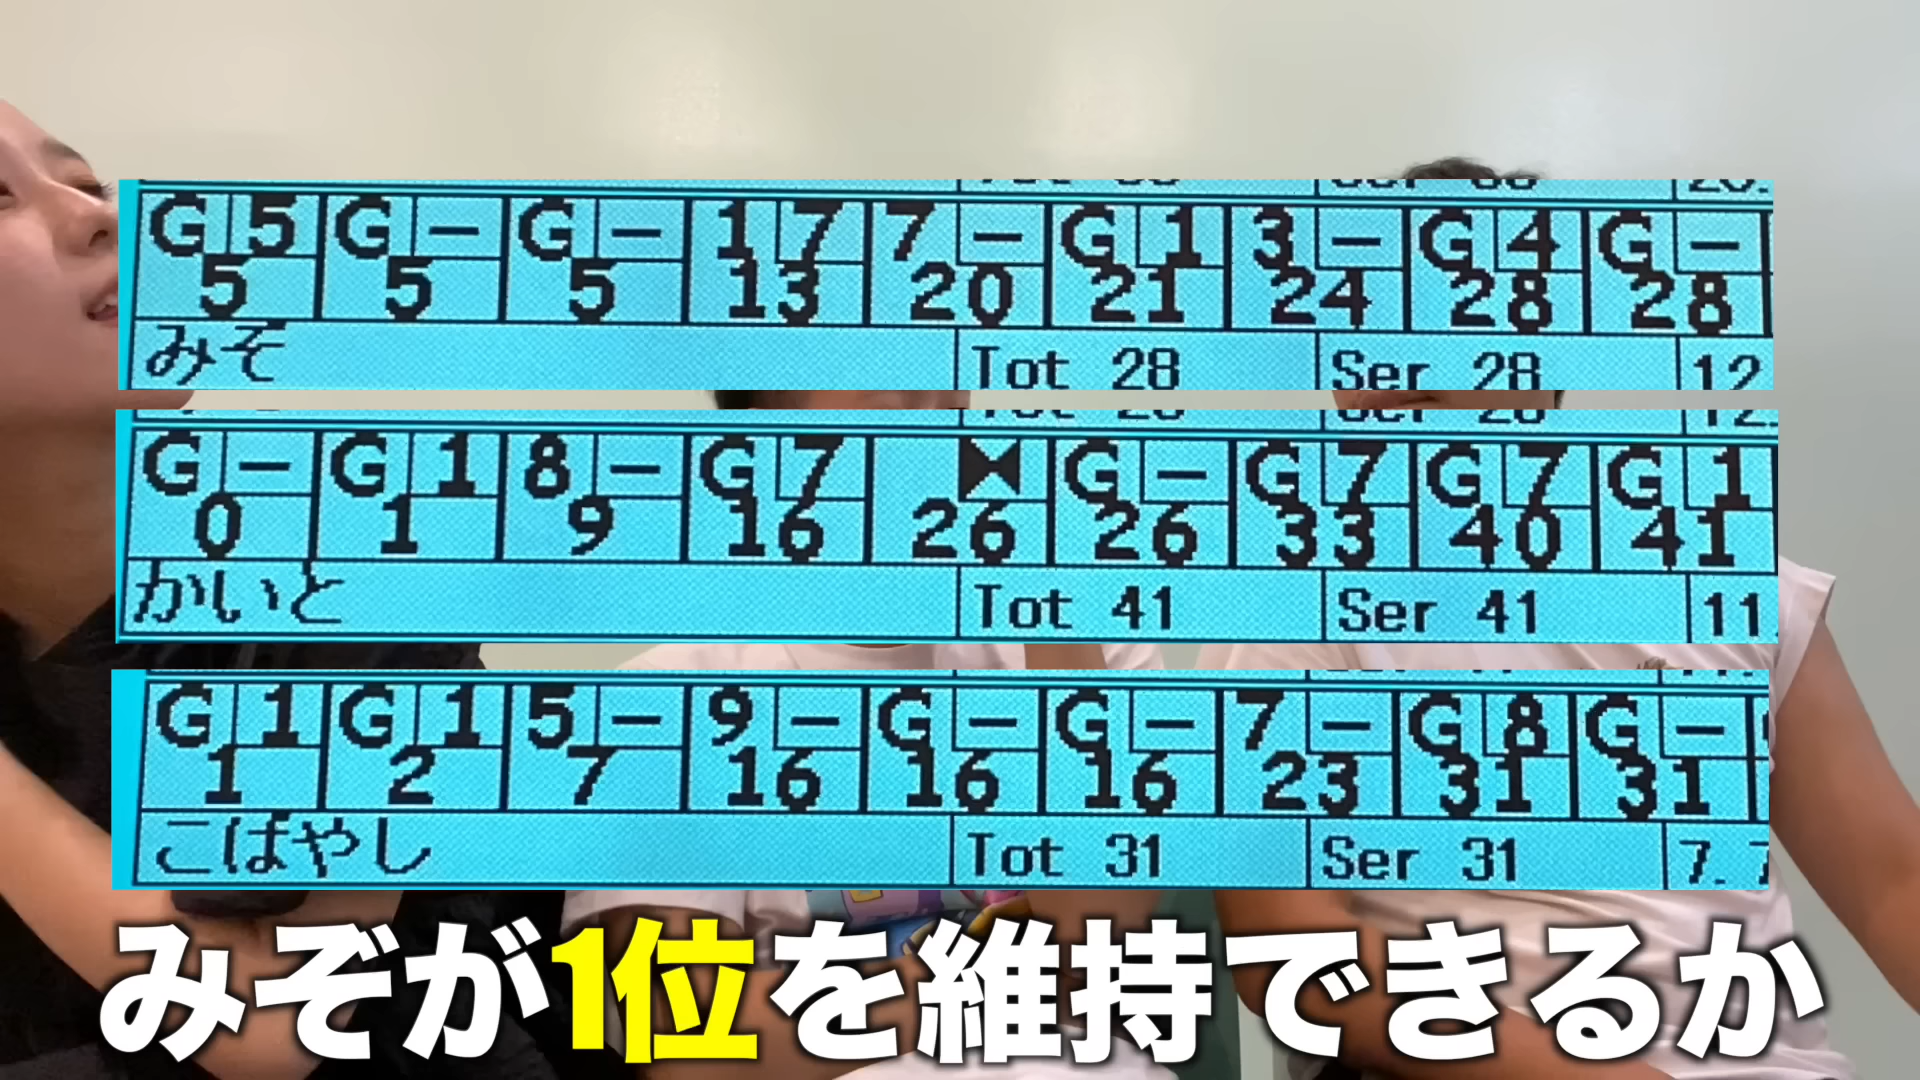 G 5 G - G - 1 7 7 - G 1 3 - G 4 G -
5 5 5 13 20 21 24 28 28
みぞ Tot 28 Ser 28 12
G - G 1 8 - G 7 G - G 7 G 7 G 1
0 1 9 16 26 26 33 40 41
かいと Tot 41 Ser 41 11.
G 1 G 1 5 - 9 - G - G - 7 - G 8 G -
1 2 7 16 16 16 23 31 31
こばやし Tot 31 Ser 31 7.7
みぞが1位を維持できるか